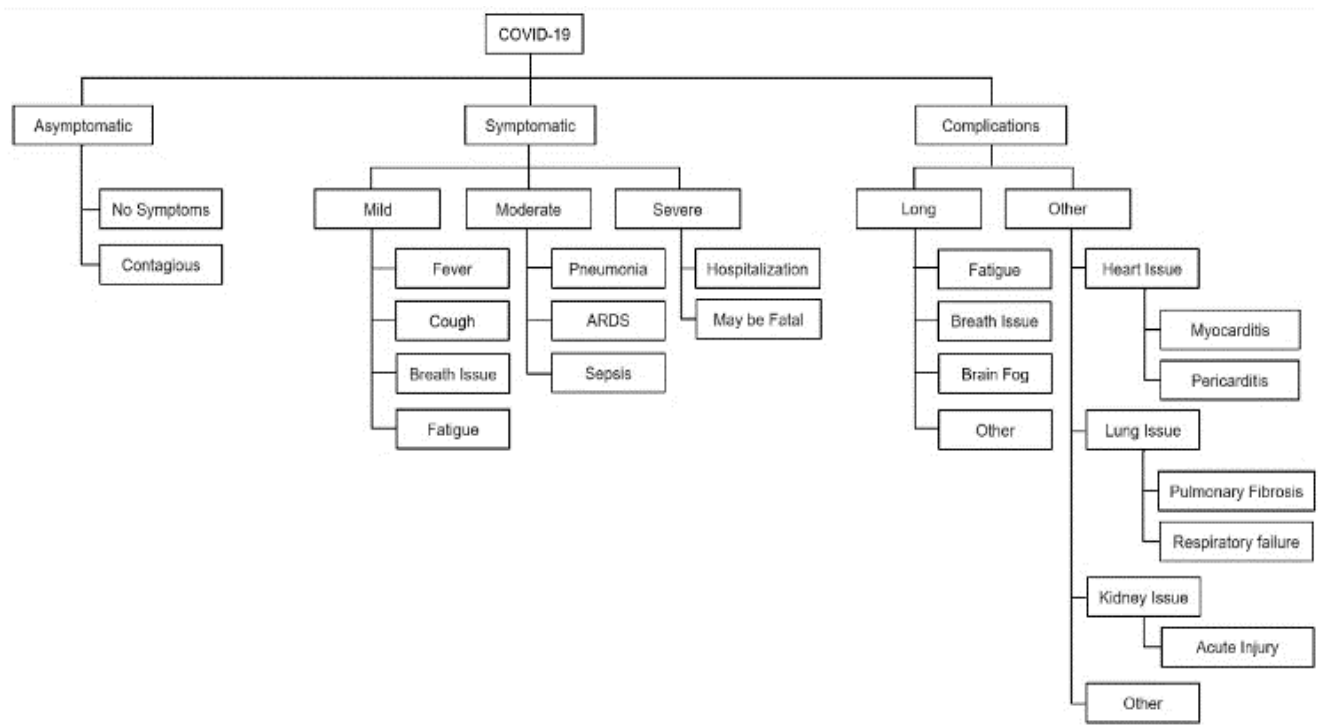 COVID-19
Asymptomatic
Symptomatic
Complications
No Symptoms
Contagious
Mild
Moderate
Severe
Fever
Cough
Breath Issue
Fatigue
Pneumonia
ARDS
Sepsis
Hospitalization
May be Fatal
Long
Other
Fatigue
Breath Issue
Brain Fog
Other
Heart Issue
Myocarditis
Pericarditis
Lung Issue
Pulmonary Fibrosis
Respiratory failure
Kidney Issue
Acute Injury
Other